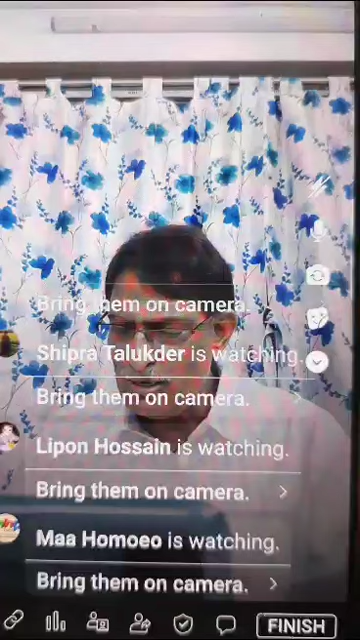 Bring them on camera.
Shipra Talukder is watching.
Bring them on camera.
Lipon Hossain is watching.
Bring them on camera.
Maa Homoeo is watching.
Bring them on camera.
FINISH